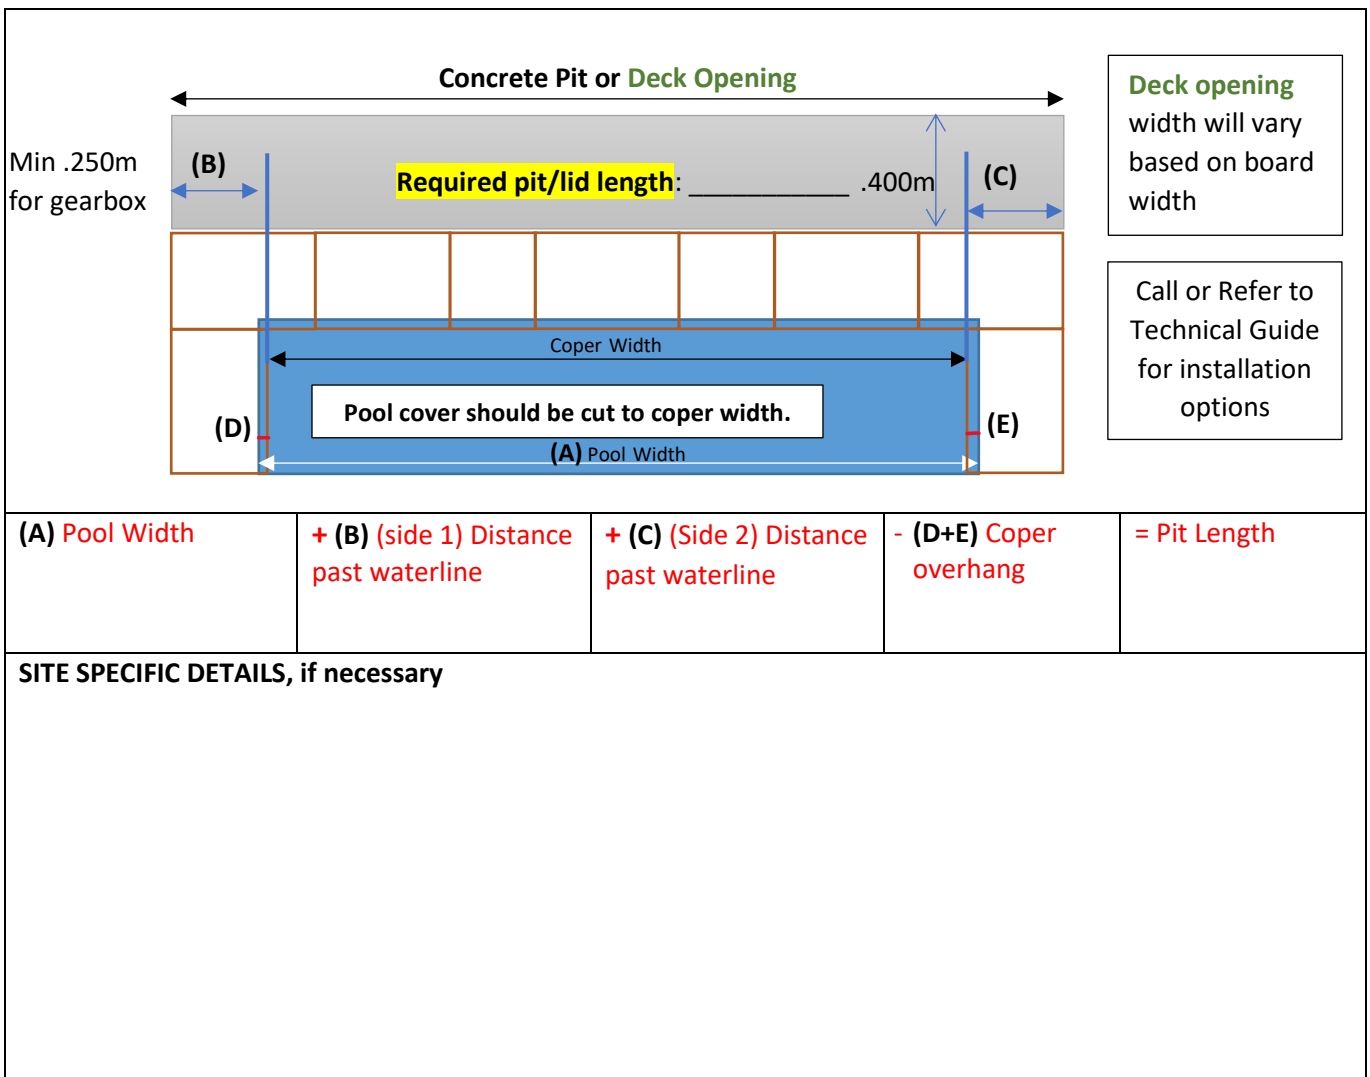 Concrete Pit or Deck Opening
Min .250m
for gearbox
(B)
Required pit/lid length: ___________ .400m
(C)
Deck opening
width will vary
based on board
width
Call or Refer to
Technical Guide
for installation
options
Coper Width
Pool cover should be cut to coper width.
(D)
(E)
(A) Pool Width
(A) Pool Width
+ (B) (side 1) Distance
past waterline
+ (C) (Side 2) Distance
past waterline
- (D+E) Coper
overhang
= Pit Length
SITE SPECIFIC DETAILS, if necessary